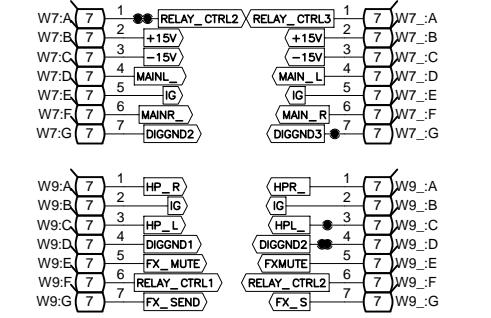 W7:A 7 1 RELAY_CTRL2 RELAY_CTRL3 1 7 W7_:A
W7:B 7 2 +15V +15V 2 7 W7_:B
W7:C 7 3 -15V -15V 3 7 W7_:C
W7:D 7 4 MAINL_ MAIN_L 4 7 W7_:D
W7:E 7 5 IG IG 5 7 W7_:E
W7:F 7 6 MAINR_ MAIN_R 6 7 W7_:F
W7:G 7 7 DIGGND2 DIGGND3 7 7 W7_:G
W9:A 7 1 HP_R HPR_ 1 7 W9_:A
W9:B 7 2 IG IG 2 7 W9_:B
W9:C 7 3 HP_L HPL_ 3 7 W9_:C
W9:D 7 4 DIGGND1 DIGGND2 4 7 W9_:D
W9:E 7 5 FX_MUTE FXMUTE 5 7 W9_:E
W9:F 7 6 RELAY_CTRL1 RELAY_CTRL2 6 7 W9_:F
W9:G 7 7 FX_SEND FX_S 7 7 W9_:G